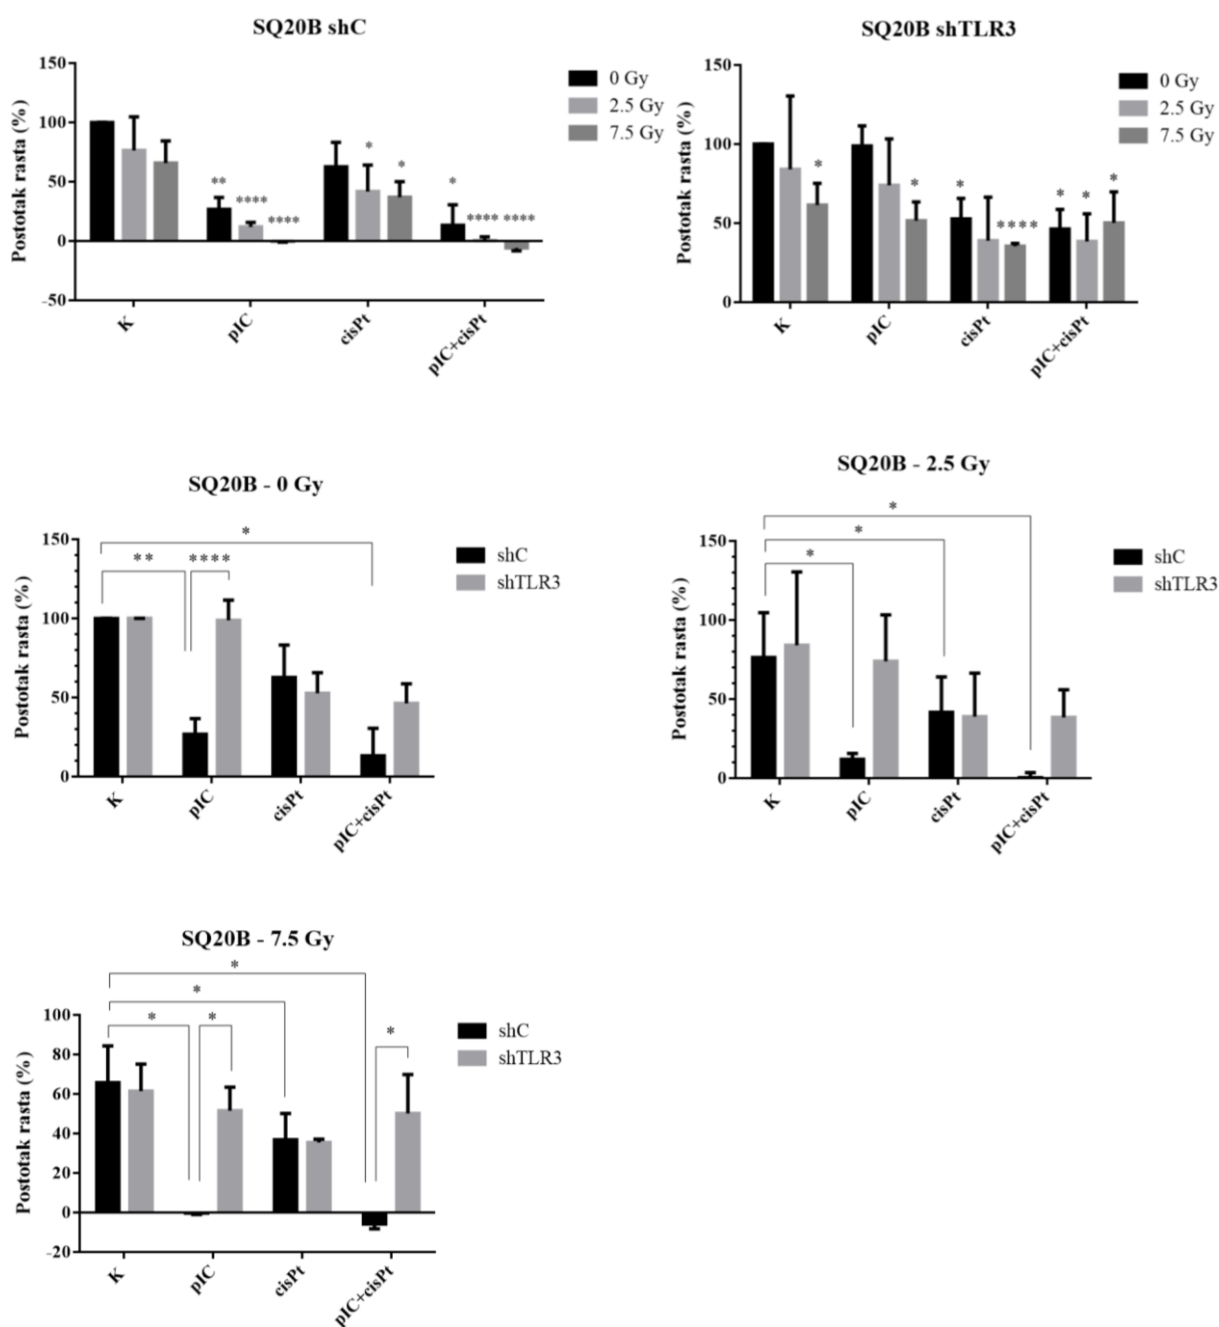 SQ20B shC
Postotak rasta (%)
150
100
50
0
-50
** **** ****
* *
* **** ****
K pIC cisPt pIC+cisPt
0 Gy
2.5 Gy
7.5 Gy
SQ20B shTLR3
Postotak rasta (%)
150
100
50
0
*
*
* ****
* * *
K pIC cisPt pIC+cisPt
0 Gy
2.5 Gy
7.5 Gy
SQ20B - 0 Gy
Postotak rasta (%)
150
100
50
0
*
** ****
K pIC cisPt pIC+cisPt
shC
shTLR3
SQ20B - 2.5 Gy
Postotak rasta (%)
150
100
50
0
*
*
*
K pIC cisPt pIC+cisPt
shC
shTLR3
SQ20B - 7.5 Gy
Postotak rasta (%)
100
80
60
40
20
0
-20
*
*
* * *
K pIC cisPt pIC+cisPt
shC
shTLR3